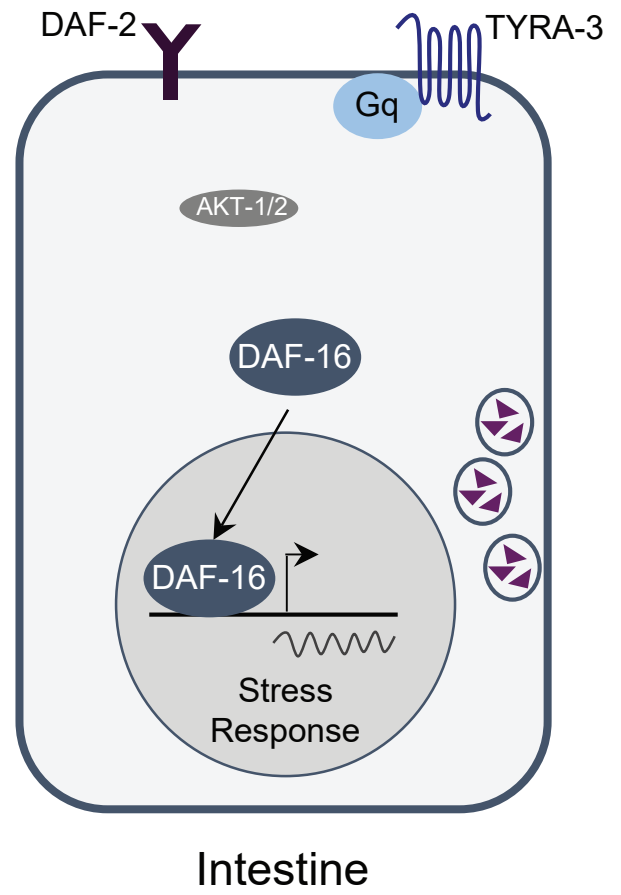 DAF-2
TYRA-3
Gq
AKT-1/2
DAF-16
DAF-16
Stress
Response
Intestine